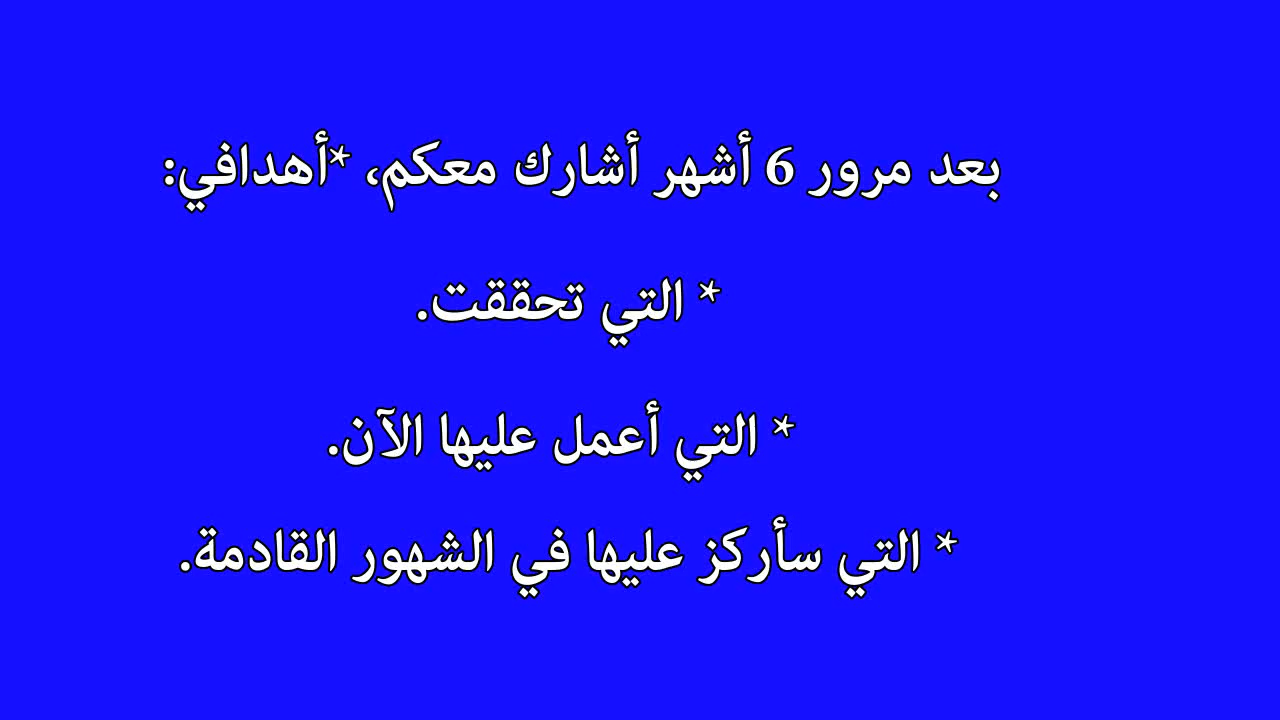 بعد مرور 6 أشهر أشارك معكم، *أهدافي:
* التي تحققت.
* التي أعمل عليها الآن.
* التي سأركز عليها في الشهور القادمة.